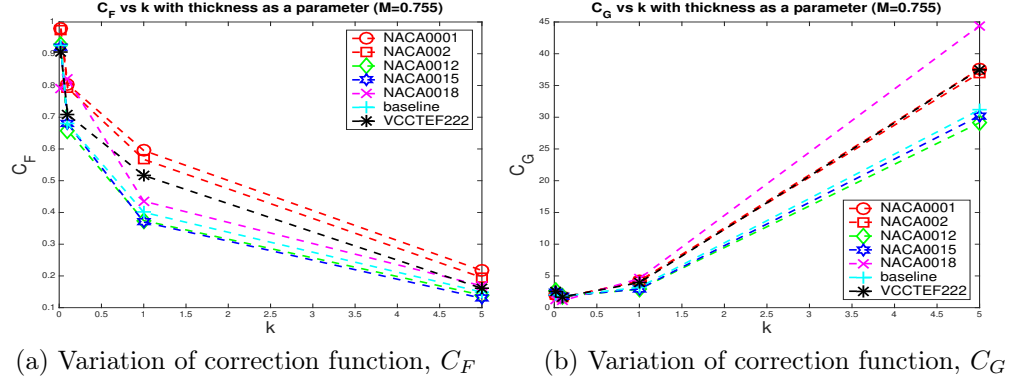 C_F vs k with thickness as a parameter (M=0.755)
1
0.9
0.8
0.7
0.6
0.5
0.4
0.3
0.2
0.1
C_F
0 0.5 1 1.5 2 2.5 3 3.5 4 4.5 5
k
NACA0001
NACA002
NACA0012
NACA0015
NACA0018
baseline
VCCTEF222
(a) Variation of correction function, C_F
C_G vs k with thickness as a parameter (M=0.755)
45
40
35
30
25
20
15
10
5
0
C_G
0 0.5 1 1.5 2 2.5 3 3.5 4 4.5 5
k
NACA0001
NACA002
NACA0012
NACA0015
NACA0018
baseline
VCCTEF222
(b) Variation of correction function, C_G